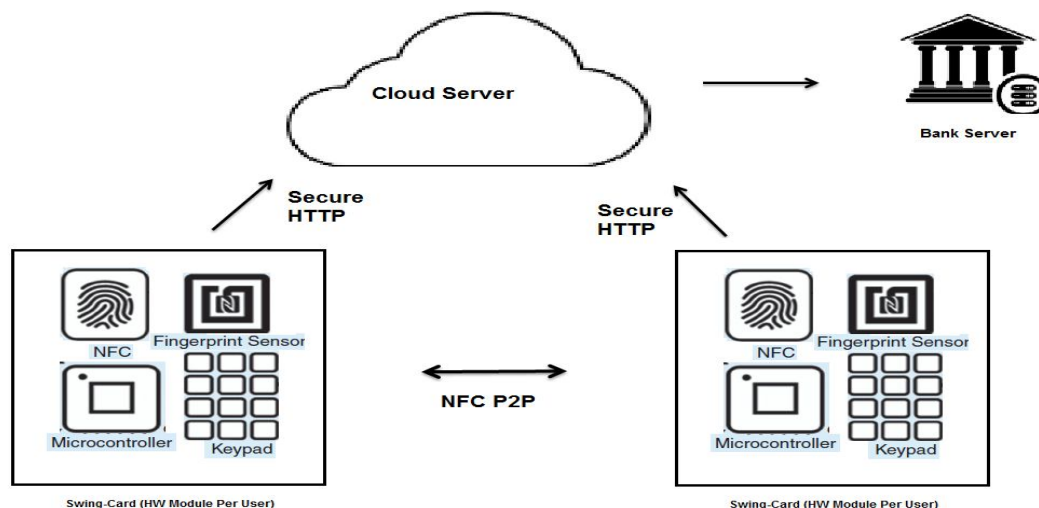 Cloud Server
Bank Server
Secure
HTTP
Secure
HTTP
NFC
Fingerprint Sensor
Microcontroller
Keypad
NFC P2P
NFC
Fingerprint Sensor
Microcontroller
Keypad
Swing-Card (HW Module Per User)
Swing-Card (HW Module Per User)